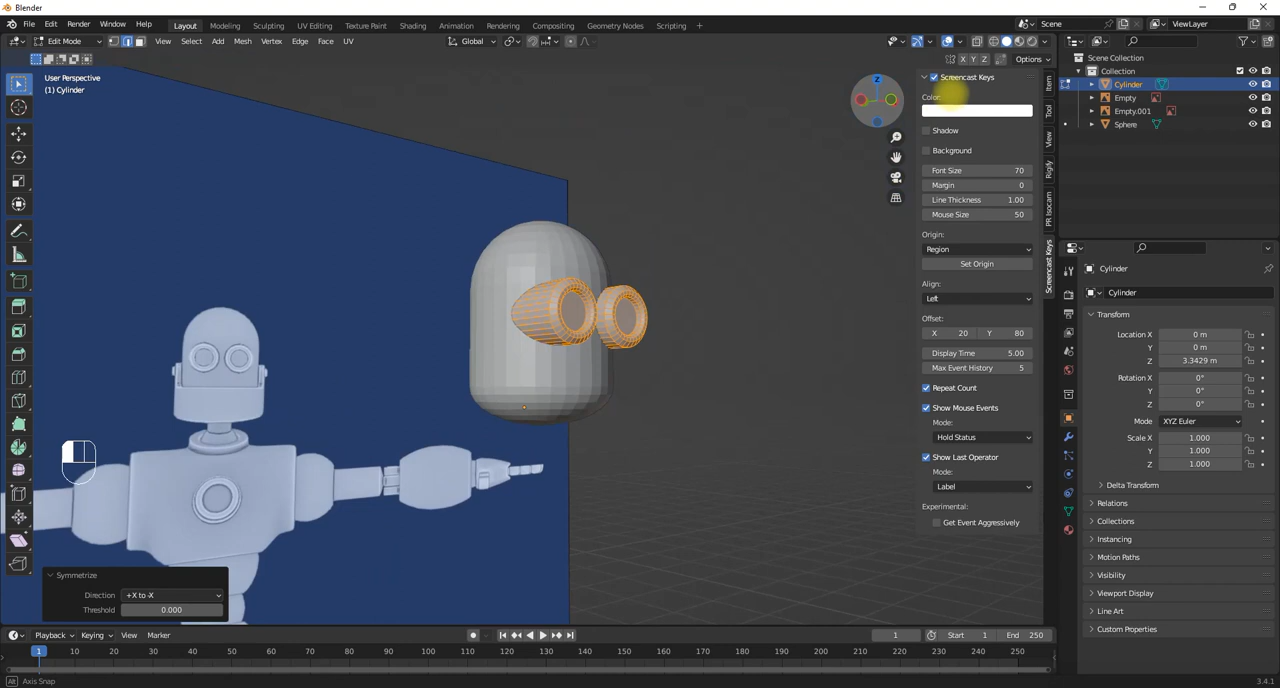 Blender
File Edit Render Window Help Layout Modeling Sculpting UV Editing Texture Paint Shading Animation Rendering Compositing Geometry Nodes Scripting + Scene ViewLayer
Edit Mode View Select Add Mesh Vertex Edge Face UV Global
X Y Z Options
User Perspective
(1) Cylinder
Z
Screencast Keys
Color:
Shadow
Background
Font Size 70
Margin 0
Line Thickness 1.00
Mouse Size 50
Origin:
Region
Set Origin
Align:
Left
Offset:
X 20 Y 80
Display Time 5.00
Max Event History 5
Repeat Count
Show Mouse Events
Mode:
Hold Status
Show Last Operator
Mode:
Label
Experimental:
Get Event Aggressively
Item
Tool
View
Rigify
PR Isocam
Screencast Keys
Scene Collection
Collection
Cylinder
Empty
Empty.001
Sphere
Cylinder
Cylinder
Transform
Location X 0 m
Y 0 m
Z 3.3429 m
Rotation X 0°
Y 0°
Z 0°
Mode XYZ Euler
Scale X 1.000
Y 1.000
Z 1.000
Delta Transform
Relations
Collections
Instancing
Motion Paths
Visibility
Viewport Display
Line Art
Custom Properties
Symmetrize
Direction +X to -X
Threshold 0.000
Playback Keying View Marker 1 Start 1 End 250
1 10 20 30 40 50 60 70 80 90 100 110 120 130 140 150 160 170 180 190 200 210 220 230 240 250
Alt Axis Snap 3.4.1